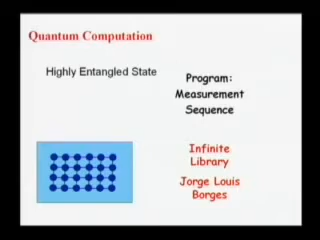 Quantum Computation
Highly Entangled State
Program:
Measurement
Sequence
Infinite
Library
Jorge Louis
Borges